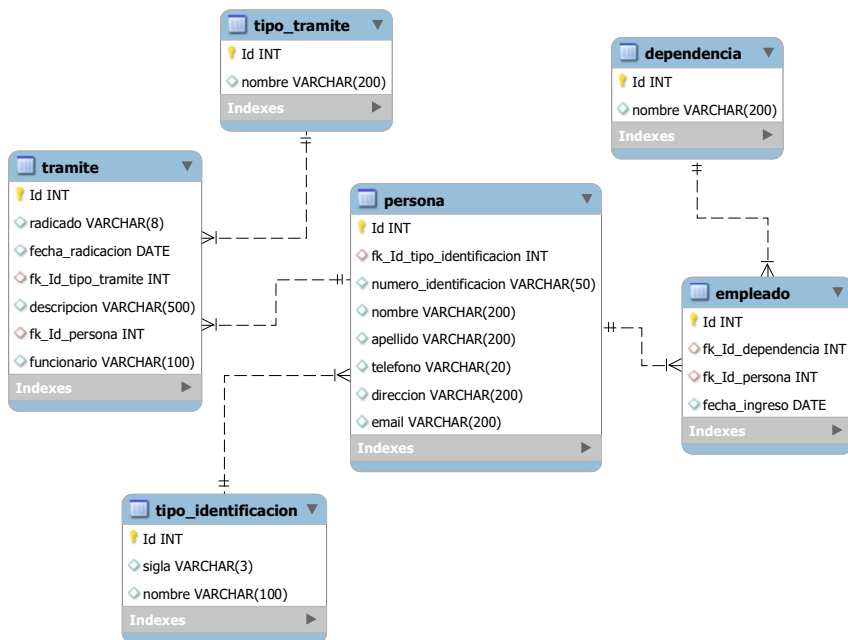 tipo_tramite
Id INT
nombre VARCHAR(200)
Indexes
dependencia
Id INT
nombre VARCHAR(200)
Indexes
tramite
Id INT
radicado VARCHAR(8)
fecha_radicacion DATE
fk_Id_tipo_tramite INT
descripcion VARCHAR(500)
fk_Id_persona INT
funcionario VARCHAR(100)
Indexes
persona
Id INT
fk_Id_tipo_identificacion INT
numero_identificacion VARCHAR(50)
nombre VARCHAR(200)
apellido VARCHAR(200)
telefono VARCHAR(20)
direccion VARCHAR(200)
email VARCHAR(200)
Indexes
empleado
Id INT
fk_Id_dependencia INT
fk_Id_persona INT
fecha_ingreso DATE
Indexes
tipo_identificacion
Id INT
sigla VARCHAR(3)
nombre VARCHAR(100)
Indexes